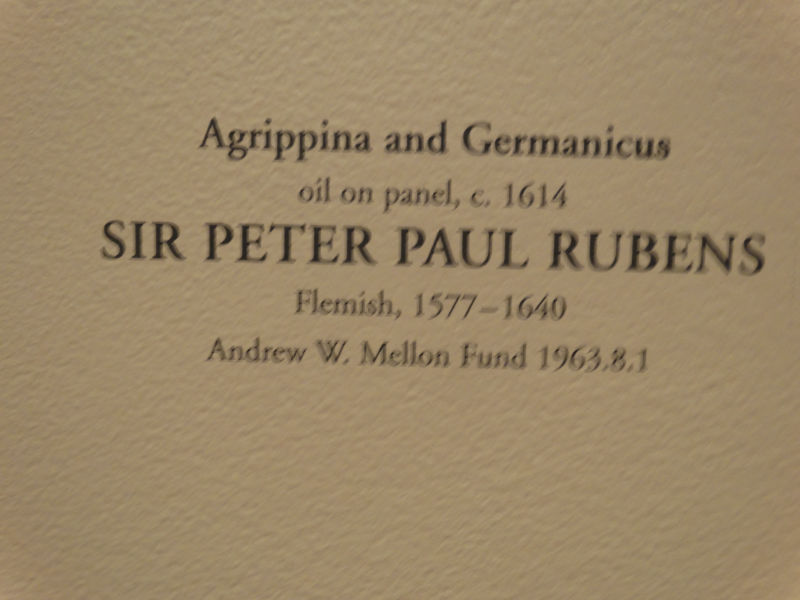 Agrippina and Germanicus
oil on panel, c. 1614
SIR PETER PAUL RUBENS
Flemish, 1577–1640
Andrew W. Mellon Fund 1963.8.1